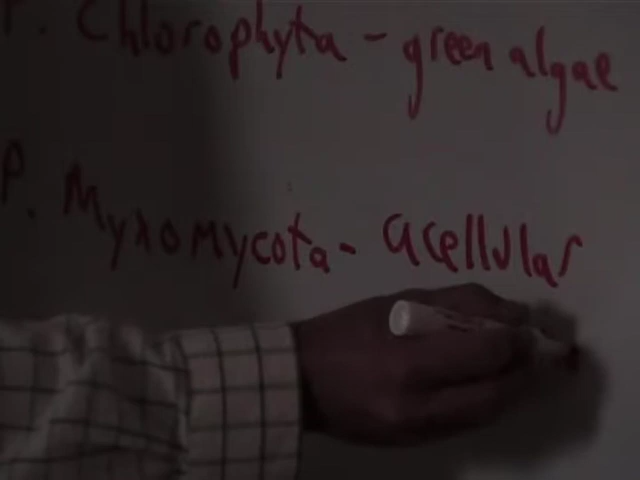 P. Chlorophyta - green algae
P. Myxomycota - acellular